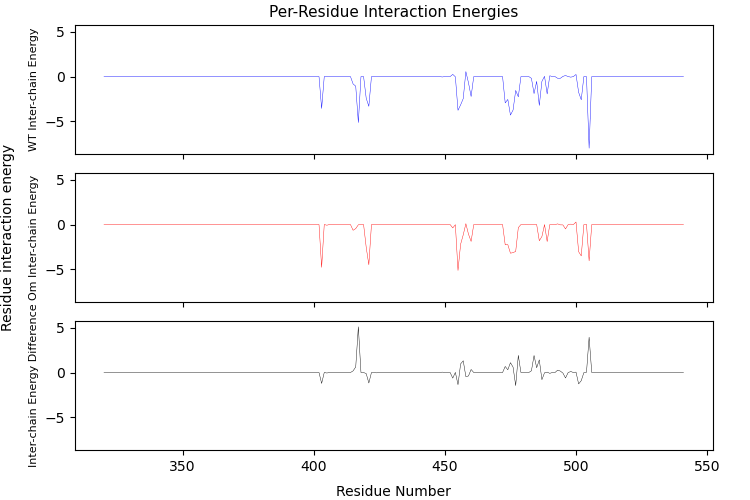 Per-Residue Interaction Energies
Residue interaction energy
WT Inter-chain Energy
5
0
−5
Om Inter-chain Energy
5
0
−5
Inter-chain Energy Difference
5
0
−5
350
400
450
500
550
Residue Number